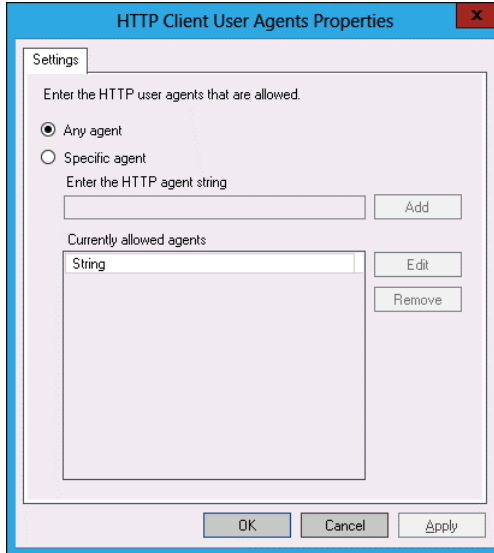 HTTP Client User Agents Properties
x
Settings
Enter the HTTP user agents that are allowed.
Any agent
Specific agent
Enter the HTTP agent string
Add
Currently allowed agents
String
Edit
Remove
OK
Cancel
Apply